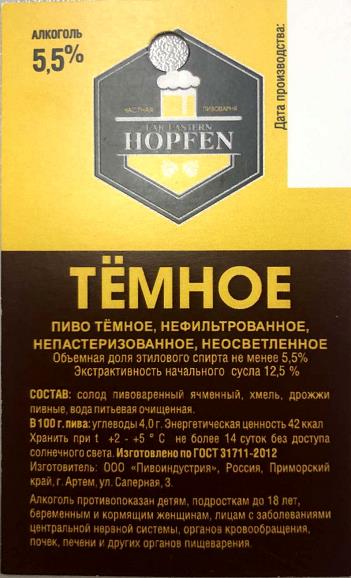 АЛКОГОЛЬ
5,5%
Дата производства:
ЧАСТНАЯ ПИВОВАРНЯ
FAR EASTERN
HOPFEN
ТЁМНОЕ
ПИВО ТЁМНОЕ, НЕФИЛЬТРОВАННОЕ,
НЕПАСТЕРИЗОВАННОЕ, НЕОСВЕТЛЕННОЕ
Объемная доля этилового спирта не менее 5,5%
Экстрактивность начального сусла 12,5 %
СОСТАВ: солод пивоваренный ячменный, хмель, дрожжи
пивные, вода питьевая очищенная.
В 100 г. пива: углеводы 4,0 г. Энергетическая ценность 42 ккал
Хранить при t +2 - +5 ° С не более 14 суток без доступа
солнечного света. Изготовлено по ГОСТ 31711-2012
Изготовитель: ООО «Пивоиндустрия», Россия, Приморский
край, г. Артем, ул. Саперная, 3.
Алкоголь противопоказан детям, подросткам до 18 лет,
беременным и кормящим женщинам, лицам с заболеваниями
центральной нервной системы, органов кровообращения,
почек, печени и других органов пищеварения.